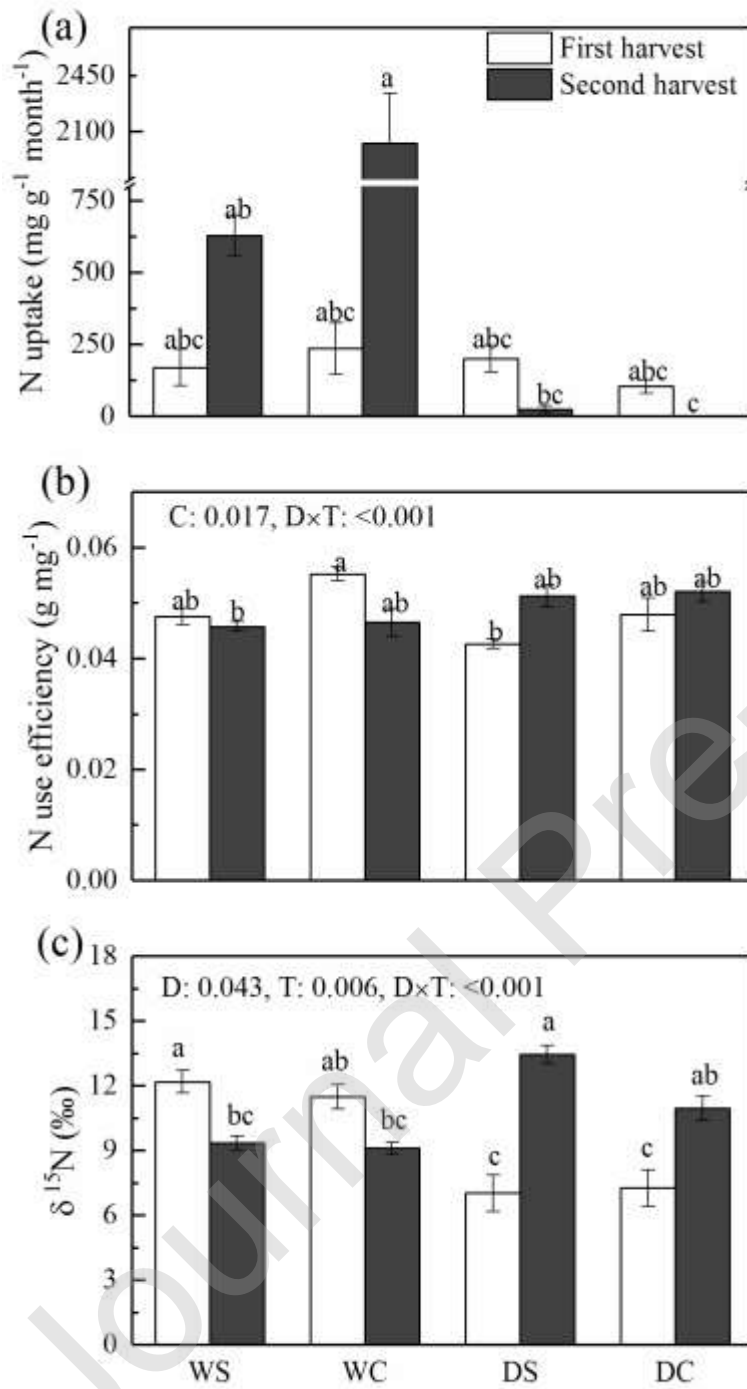 (a)
First harvest
Second harvest
N uptake (mg g⁻¹ month⁻¹)
2450
2100
750
500
250
0
abc
ab
abc
a
abc
bc
abc
c
(b)
C: 0.017, D×T: <0.001
N use efficiency (g mg⁻¹)
0.06
0.04
0.02
0.00
ab
b
a
ab
b
ab
ab
ab
(c)
D: 0.043, T: 0.006, D×T: <0.001
δ ¹⁵N (‰)
18
15
12
9
6
3
0
a
bc
ab
bc
c
a
c
ab
WS WC DS DC
Journal Pre